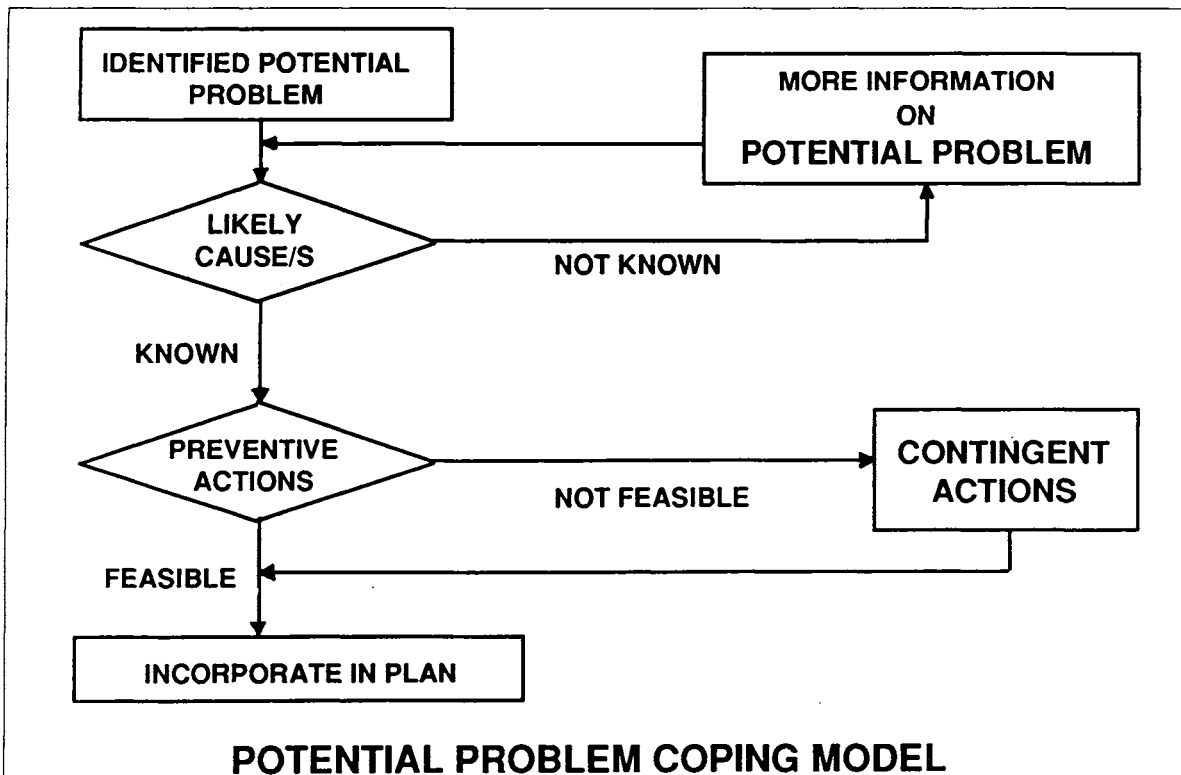 IDENTIFIED POTENTIAL
PROBLEM
MORE INFORMATION
ON
POTENTIAL PROBLEM
LIKELY
CAUSE/S
NOT KNOWN
KNOWN
PREVENTIVE
ACTIONS
NOT FEASIBLE
CONTINGENT
ACTIONS
FEASIBLE
INCORPORATE IN PLAN
POTENTIAL PROBLEM COPING MODEL